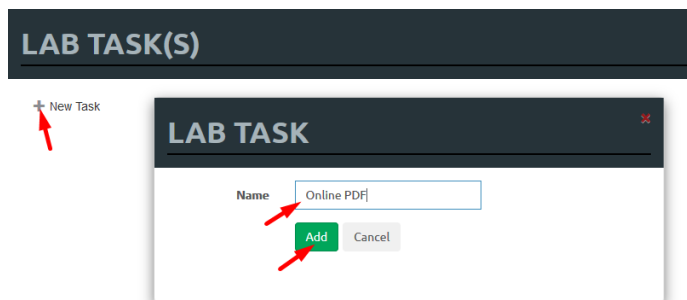 LAB TASK(S)
New Task
LAB TASK
Name Online PDF
Add Cancel